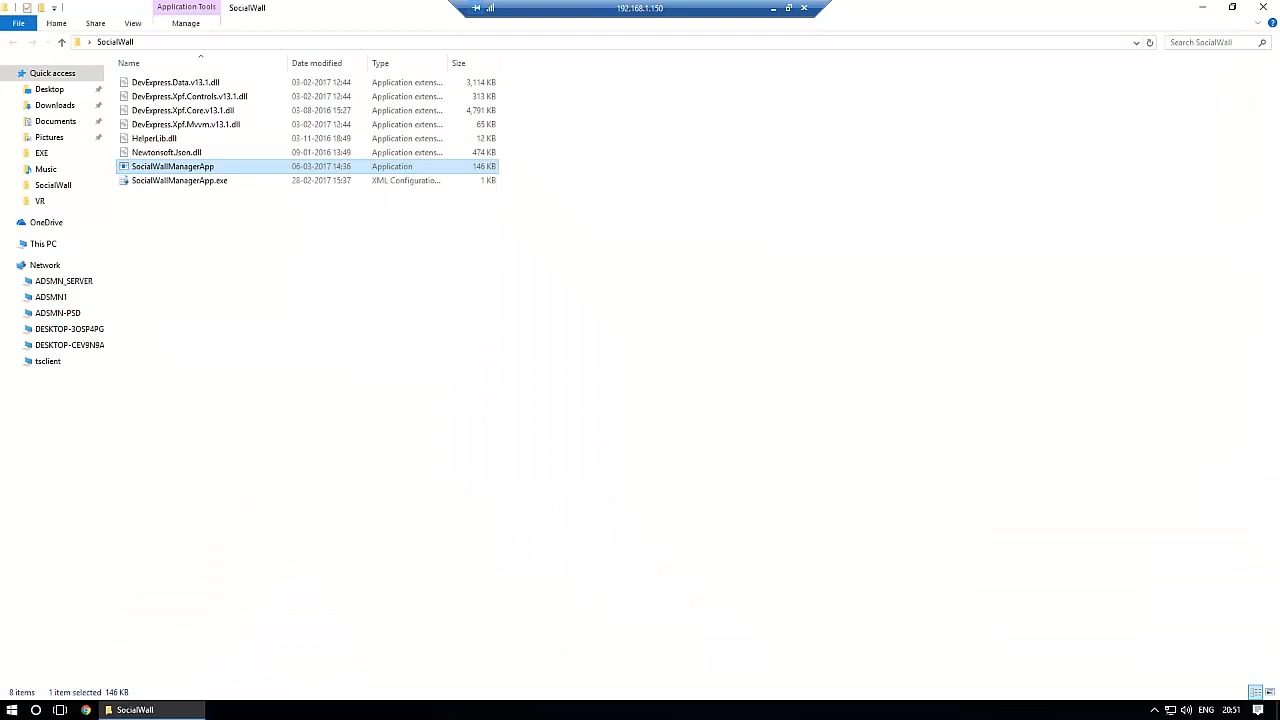 Application Tools
SocialWall
192.168.1.150
File
Home
Share
View
Manage
SocialWall
Search SocialWall
Name
Date modified
Type
Size
Quick access
Desktop
Downloads
Documents
Pictures
EXE
Music
SocialWall
VR
OneDrive
This PC
Network
ADSMN_SERVER
ADSMN1
ADSMN-PSD
DESKTOP-3OSP4PG
DESKTOP-CEV9N9A
tsclient
DevExpress.Data.v13.1.dll 03-02-2017 12:44 Application extens... 3,114 KB
DevExpress.Xpf.Controls.v13.1.dll 03-02-2017 12:44 Application extens... 313 KB
DevExpress.Xpf.Core.v13.1.dll 03-08-2016 15:27 Application extens... 4,791 KB
DevExpress.Xpf.Mvvm.v13.1.dll 03-02-2017 12:44 Application extens... 65 KB
HelperLib.dll 03-11-2016 18:49 Application extens... 12 KB
Newtonsoft.Json.dll 09-01-2016 13:49 Application extens... 474 KB
SocialWallManagerApp 06-03-2017 14:36 Application 146 KB
SocialWallManagerApp.exe 28-02-2017 15:37 XML Configuratio... 1 KB
8 items 1 item selected 146 KB
SocialWall
ENG
20:51